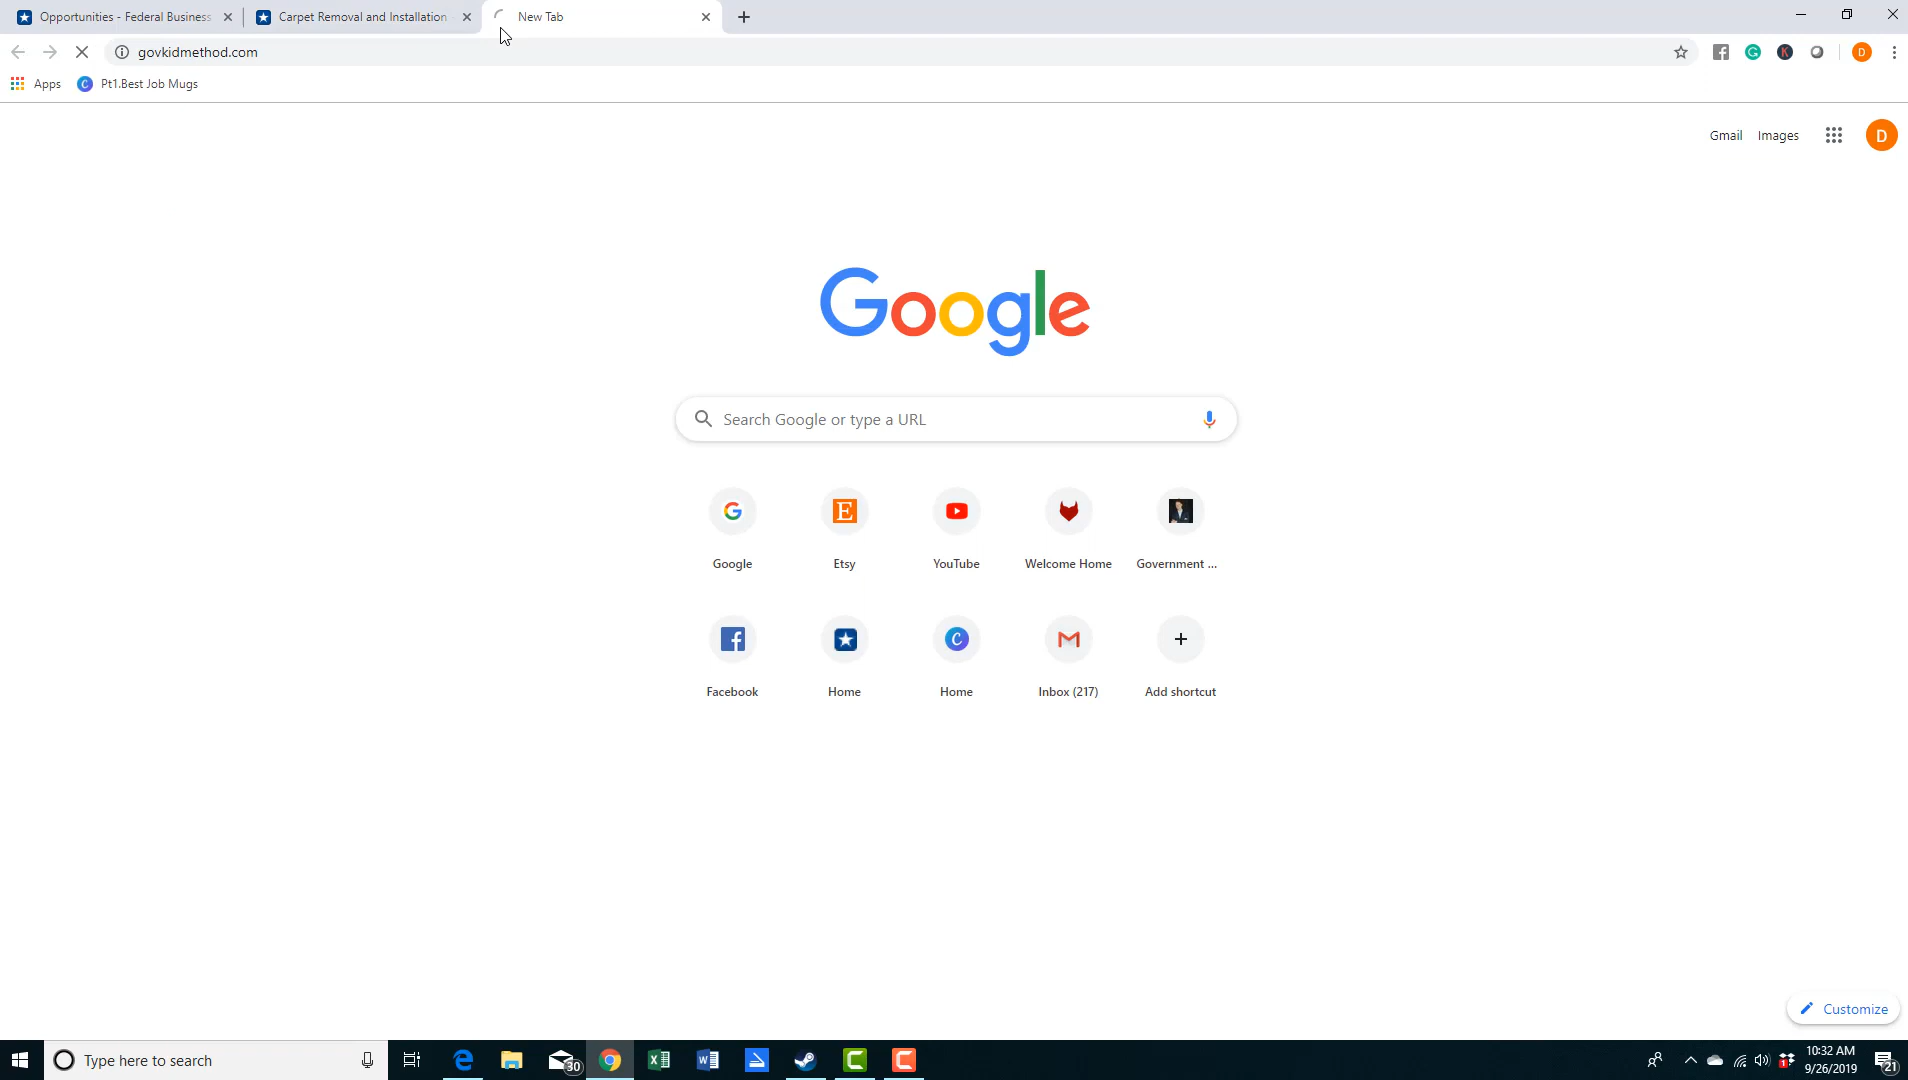 Opportunities - Federal Business
Carpet Removal and Installation
New Tab
govkidmethod.com
Apps
Pt1.Best Job Mugs
Gmail
Images
D
Google
Search Google or type a URL
Google
Etsy
YouTube
Welcome Home
Government ...
Facebook
Home
Home
Inbox (217)
Add shortcut
Customize
Type here to search
30
10:32 AM
9/26/2019
21